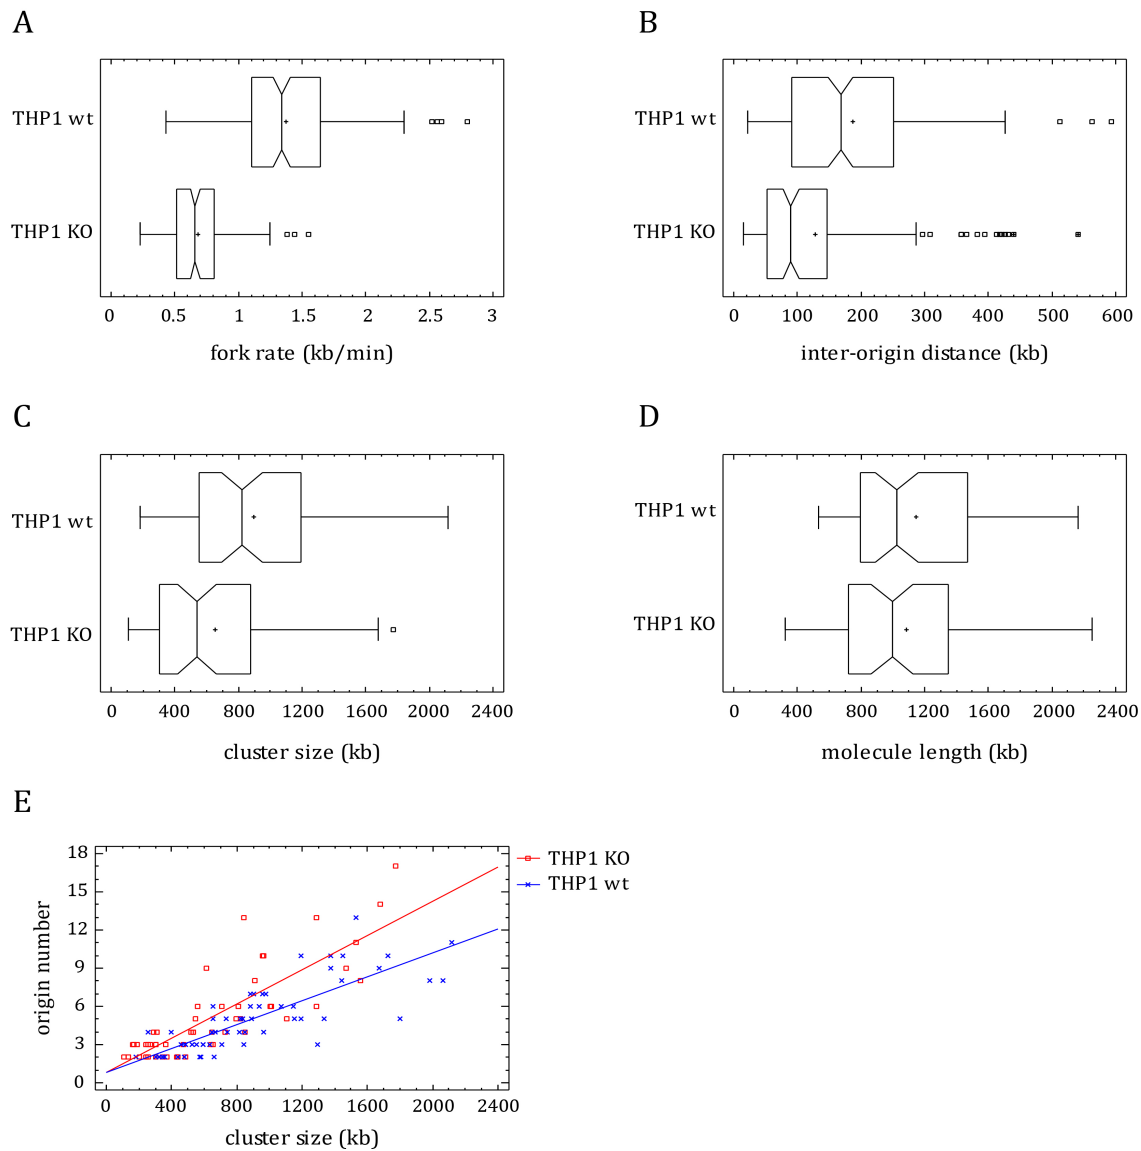 A
THP1 wt
THP1 KO
0 0.5 1 1.5 2 2.5 3
fork rate (kb/min)
B
THP1 wt
THP1 KO
0 100 200 300 400 500 600
inter-origin distance (kb)
C
THP1 wt
THP1 KO
0 400 800 1200 1600 2000 2400
cluster size (kb)
D
THP1 wt
THP1 KO
0 400 800 1200 1600 2000 2400
molecule length (kb)
E
origin number
18
15
12
9
6
3
0
0 400 800 1200 1600 2000 2400
cluster size (kb)
THP1 KO
THP1 wt